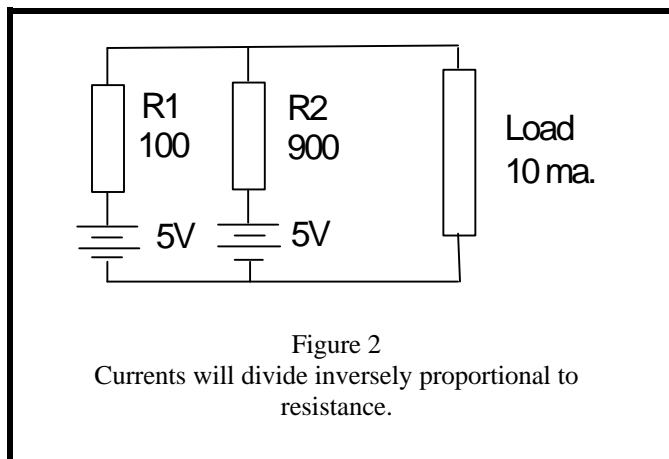 R1
100
R2
900
Load
10 ma.
5V
5V
Figure 2
Currents will divide inversely proportional to
resistance.